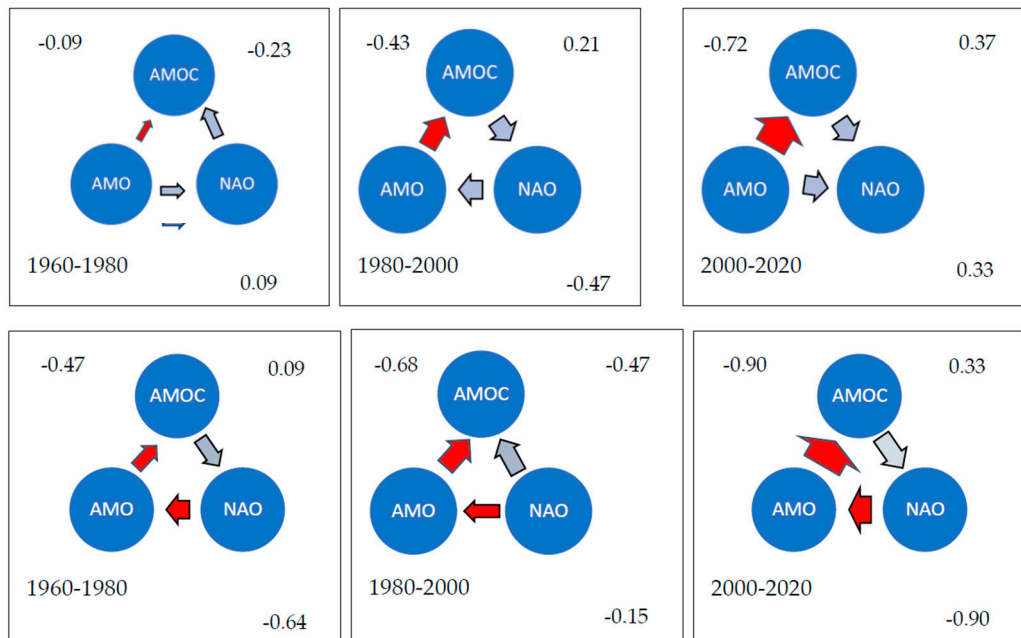 -0.09
-0.23
AMOC
AMO
NAO
1960-1980
0.09
-0.43
0.21
AMOC
AMO
NAO
1980-2000
-0.47
-0.72
0.37
AMOC
AMO
NAO
2000-2020
0.33
-0.47
0.09
AMOC
AMO
NAO
1960-1980
-0.64
-0.68
-0.47
AMOC
AMO
NAO
1980-2000
-0.15
-0.90
0.33
AMOC
AMO
NAO
2000-2020
-0.90